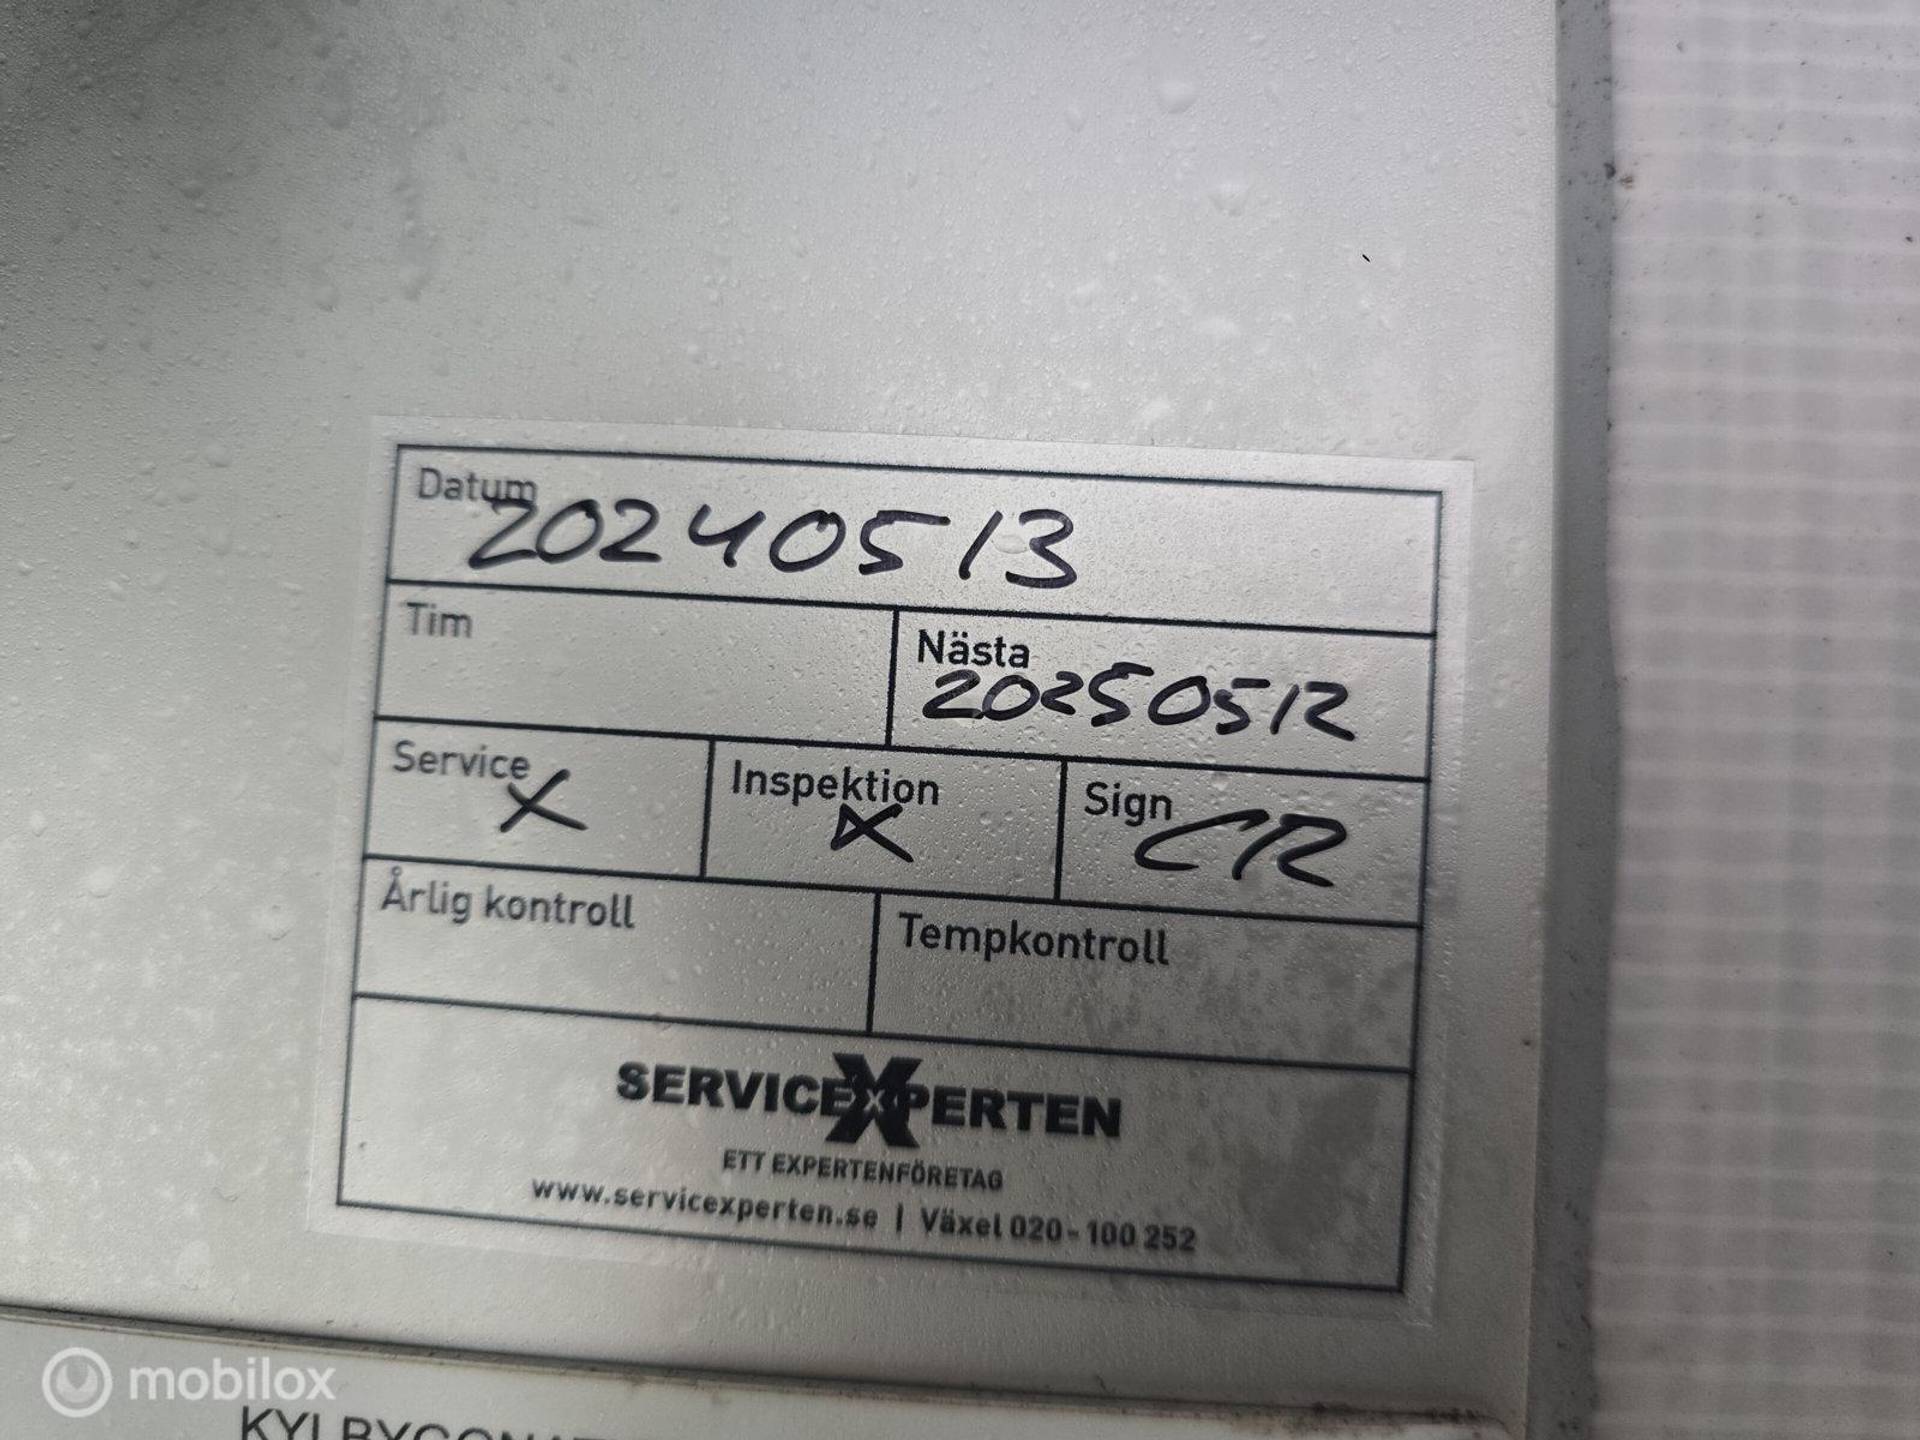 Datum
20240513
Tim
Nästa
20250512
Service
X
Inspektion
X
Sign
CR
Årlig kontroll
Tempkontroll
SERVICEXPERTEN
ETT EXPERTENFÖRETAG
www.servicexperten.se | Växel 020-100 252
mobilox